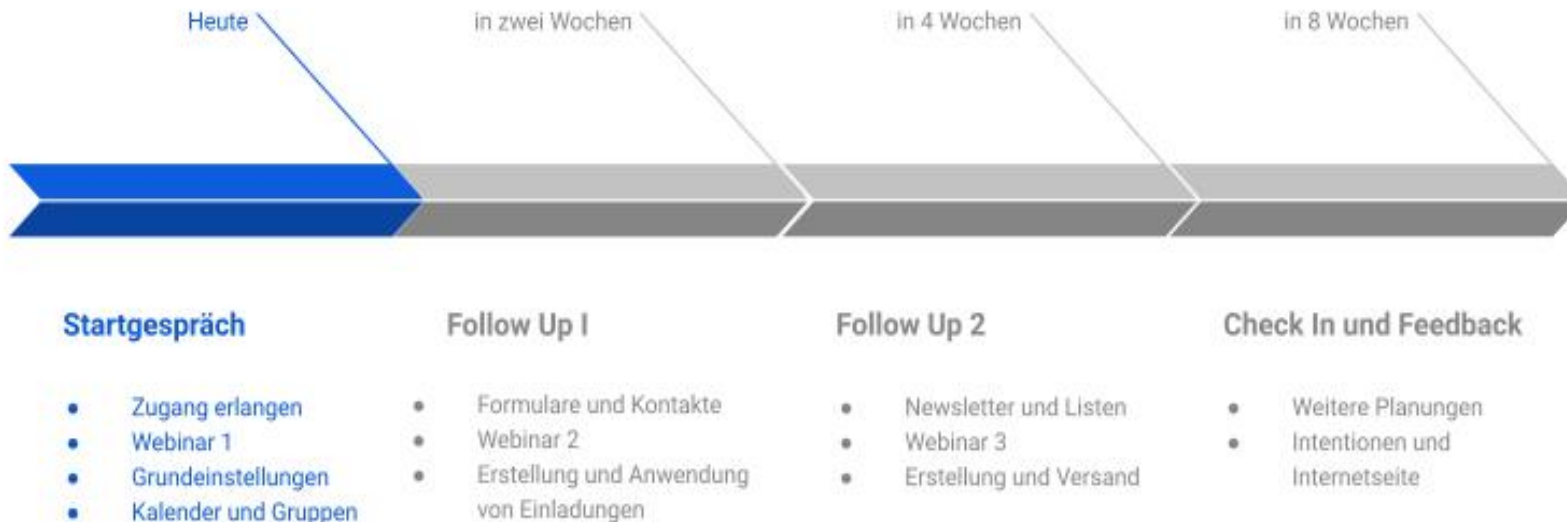 Heute
in zwei Wochen
in 4 Wochen
in 8 Wochen
Startgespräch
• Zugang erlangen
• Webinar 1
• Grundeinstellungen
• Kalender und Gruppen
Follow Up I
• Formulare und Kontakte
• Webinar 2
• Erstellung und Anwendung
von Einladungen
Follow Up 2
• Newsletter und Listen
• Webinar 3
• Erstellung und Versand
Check In und Feedback
• Weitere Planungen
• Intentionen und
Internetseite